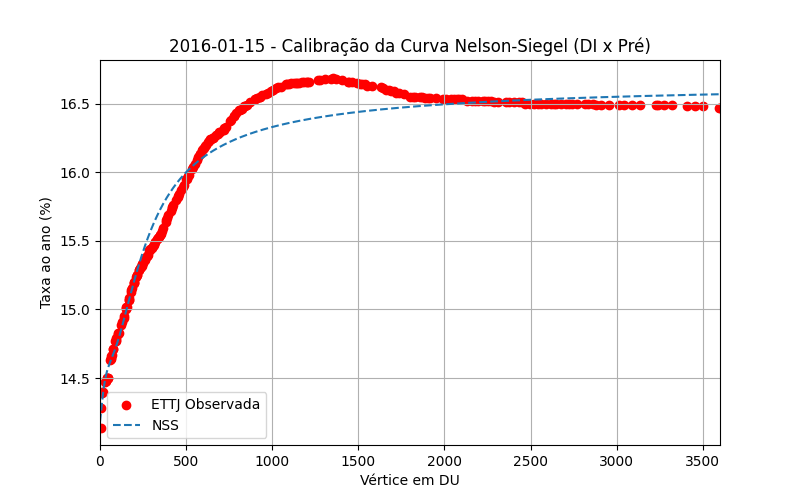 2016-01-15 - Calibração da Curva Nelson-Siegel (DI x Pré)
Taxa ao ano (%)
16.5
16.0
15.5
15.0
14.5
ETTJ Observada
NSS
0
500
1000
1500
2000
2500
3000
3500
Vértice em DU